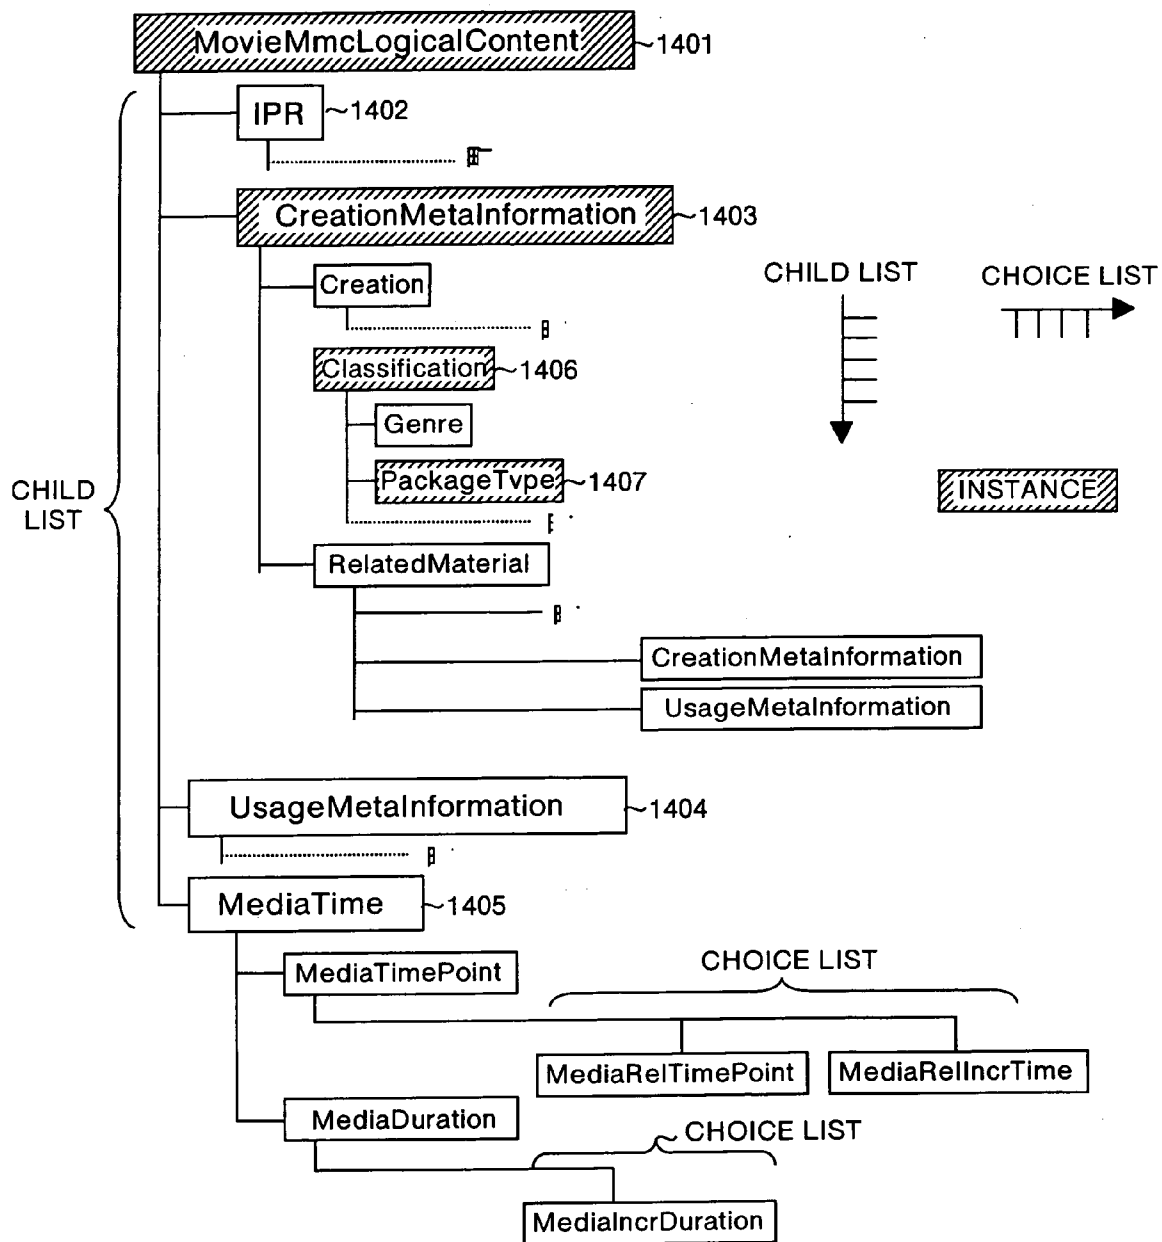 MovieMmcLogicalContent
1401
IPR
1402
CreationMetaInformation
1403
CHILD LIST
CHOICE LIST
Creation
Classification
1406
Genre
PackageType
1407
INSTANCE
CHILD
LIST
RelatedMaterial
CreationMetaInformation
UsageMetaInformation
UsageMetaInformation
1404
MediaTime
1405
MediaTimePoint
CHOICE LIST
MediaRelTimePoint
MediaRelIncrTime
MediaDuration
CHOICE LIST
MediaIncrDuration